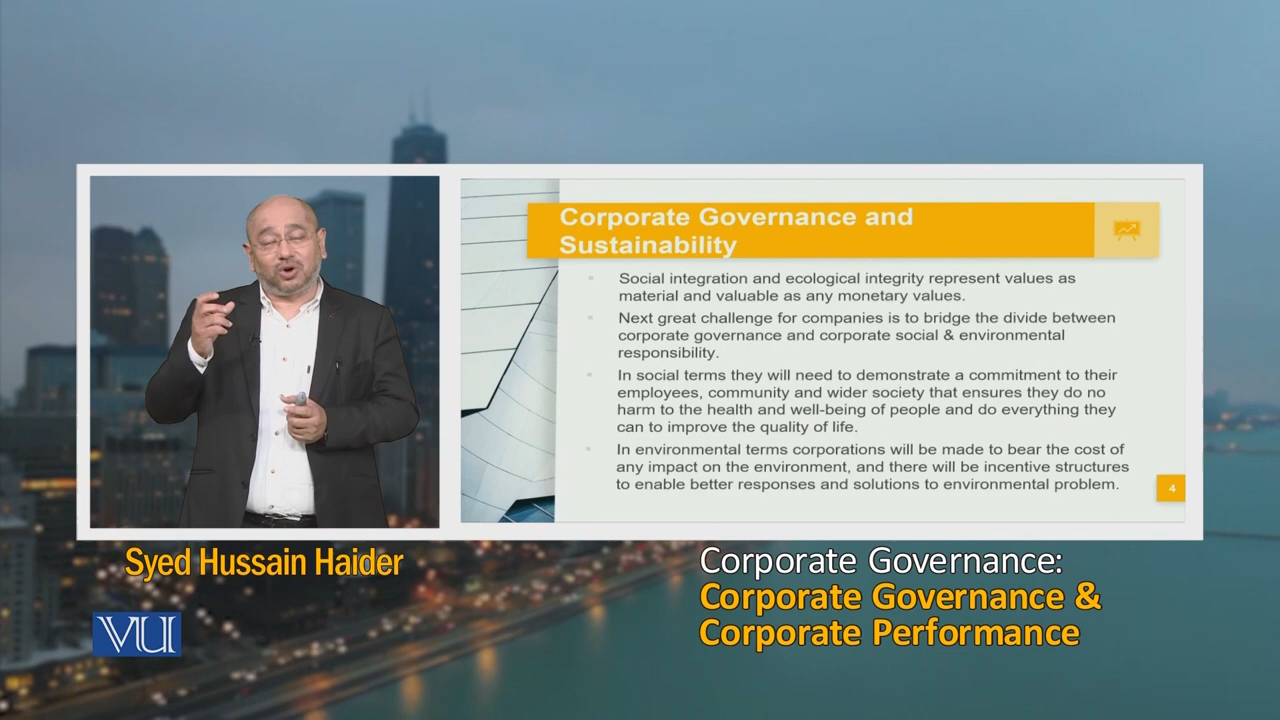 Corporate Governance and
Sustainability
Social integration and ecological integrity represent values as
material and valuable as any monetary values.
Next great challenge for companies is to bridge the divide between
corporate governance and corporate social & environmental
responsibility.
In social terms they will need to demonstrate a commitment to their
employees, community and wider society that ensures they do no
harm to the health and well-being of people and do everything they
can to improve the quality of life.
In environmental terms corporations will be made to bear the cost of
any impact on the environment, and there will be incentive structures
to enable better responses and solutions to environmental problem.
4
Syed Hussain Haider
VU
Corporate Governance:
Corporate Governance &
Corporate Performance